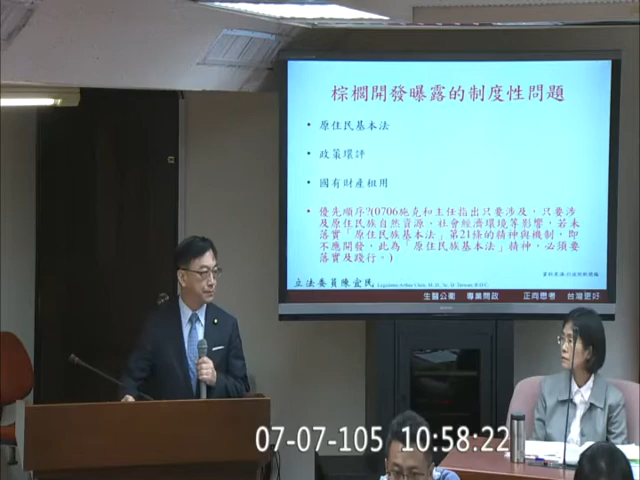 棕櫚開發曝露的制度性問題
• 原住民基本法
• 政策環評
• 國有財產租用
• 優先順序?(0706施克和主任指出只要涉及，只要涉
及原住民族自然資源、社會經濟環境等影響，若未
落實「原住民族基本法」第21條的精神與機制，即
不應開發，此為「原住民族基本法」精神，必須要
落實及踐行。)
立法委員陳宜民
生醫公衛 專業問政 正向思考 台灣更好
07-07-105 10:58:22